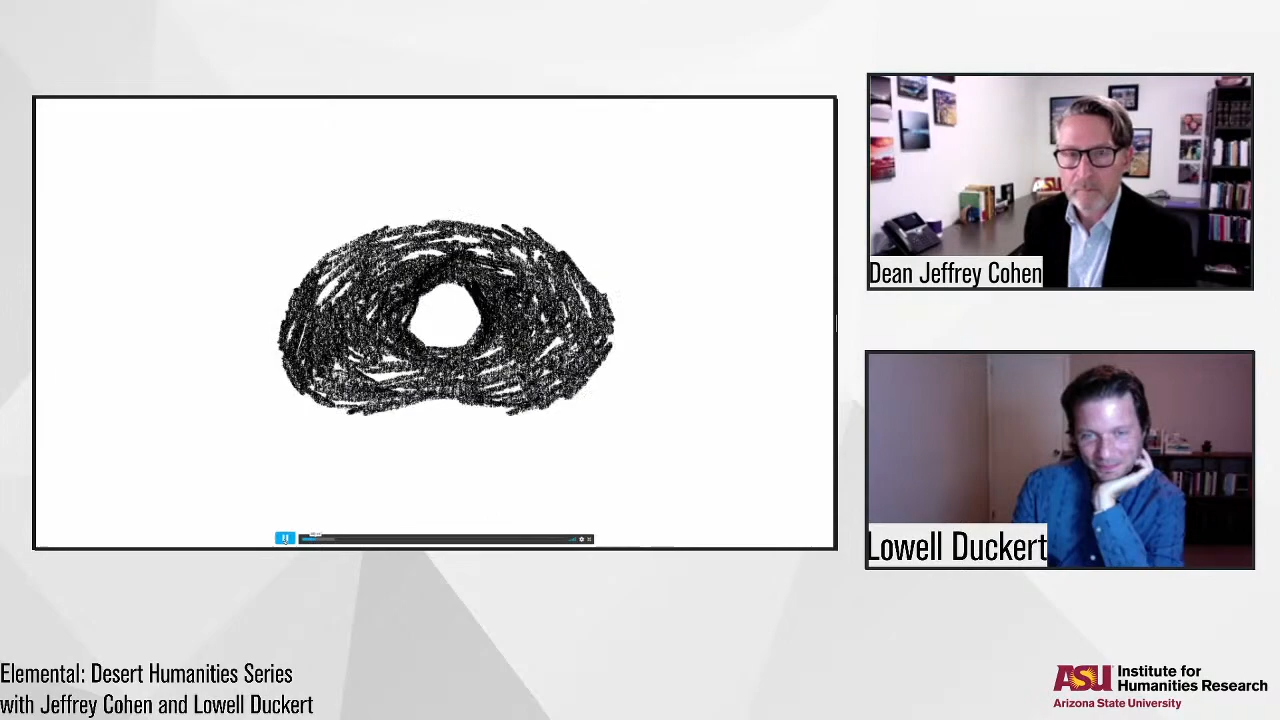 Dean Jeffrey Cohen
Lowell Duckert
Elemental: Desert Humanities Series
with Jeffrey Cohen and Lowell Duckert
ASU Institute for
Humanities Research
Arizona State University